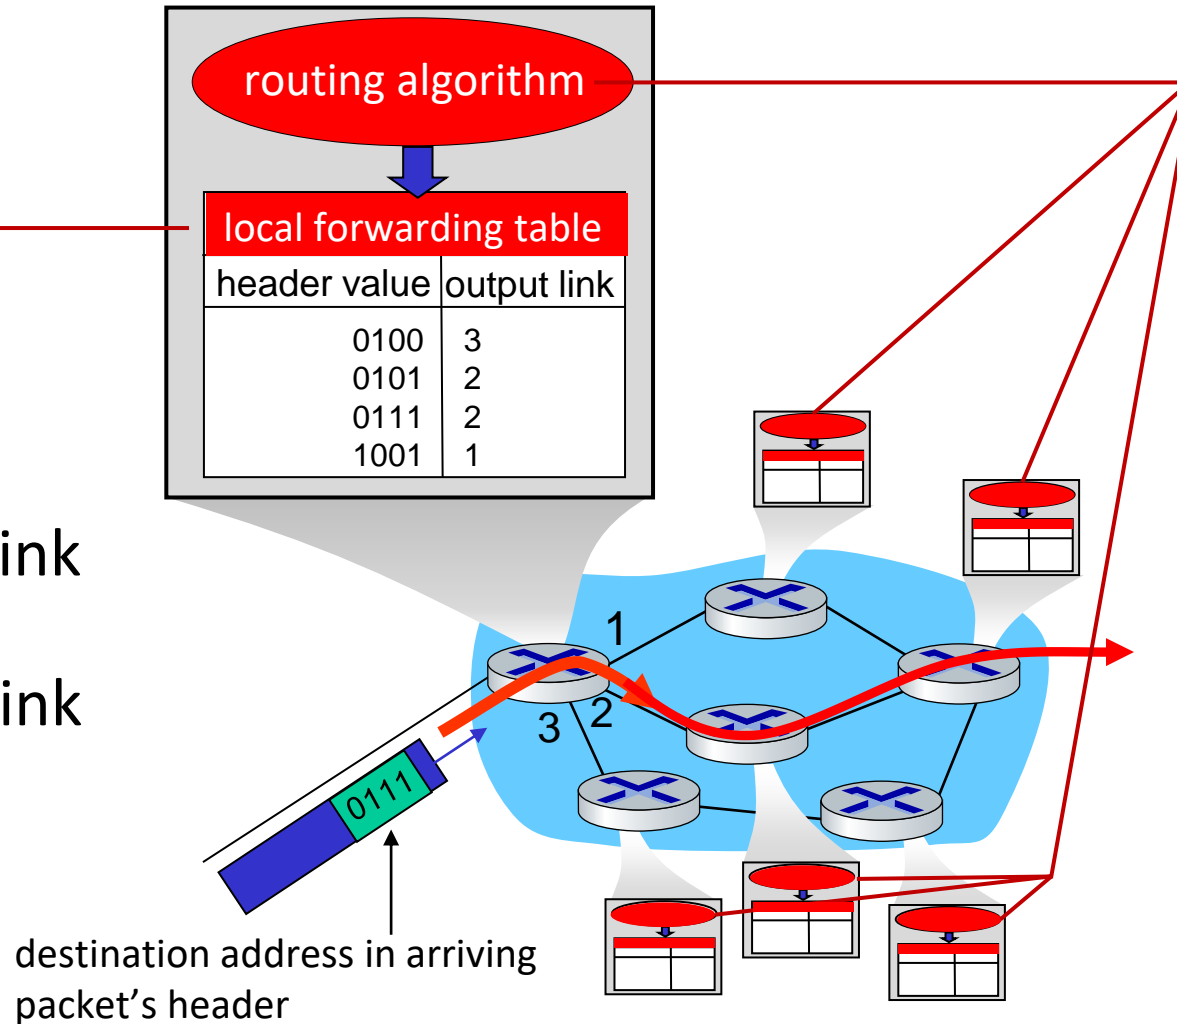 routing algorithm
local forwarding table
header value output link
0100 3
0101 2
0111 2
1001 1
ink
ink
1
2
3
0111
destination address in arriving
packet’s header